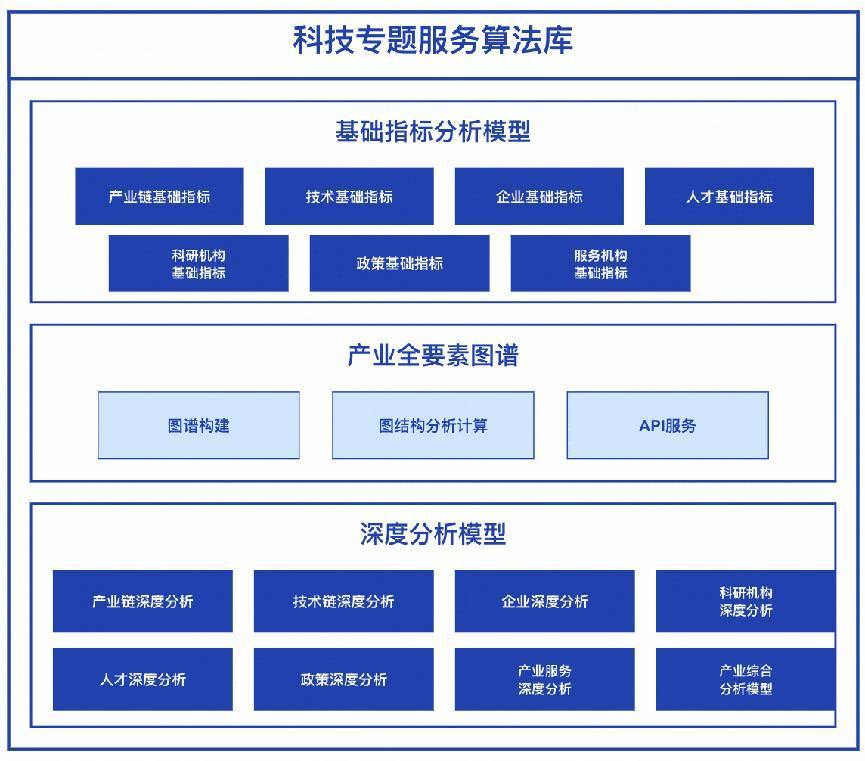 科技专题服务算法库
基础指标分析模型
产业链基础指标
技术基础指标
企业基础指标
人才基础指标
科研机构
基础指标
政策基础指标
服务机构
基础指标
产业全要素图谱
图谱构建
图结构分析计算
API服务
深度分析模型
产业链深度分析
技术链深度分析
企业深度分析
科研机构
深度分析
人才深度分析
政策深度分析
产业服务
深度分析
产业综合
分析模型